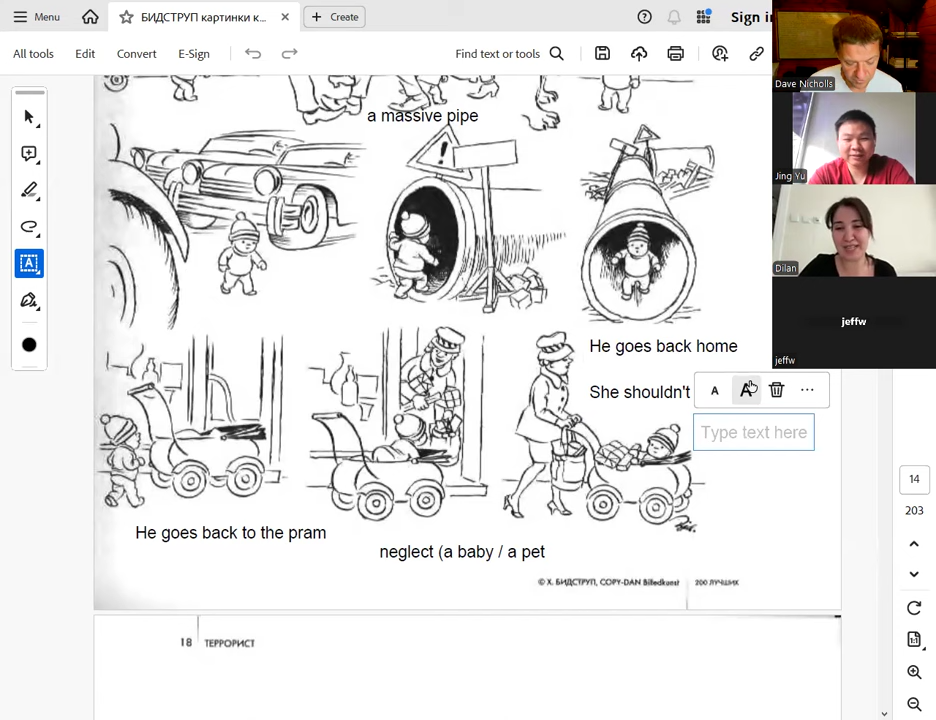 Menu
БИДСТРУП картинки к...
Create
Sign in
All tools
Edit
Convert
E-Sign
Find text or tools
Dave Nicholls
a massive pipe
!
Jing Yu
Dilan
jeffw
jeffw
He goes back home
She shouldn't
A
A
Type text here
14
203
He goes back to the pram
neglect (a baby / a pet
© Х. БИДСТРУП, COPY-DAN Billedkunst
200 ЛУЧШИХ
18
ТЕРРОРИСТ